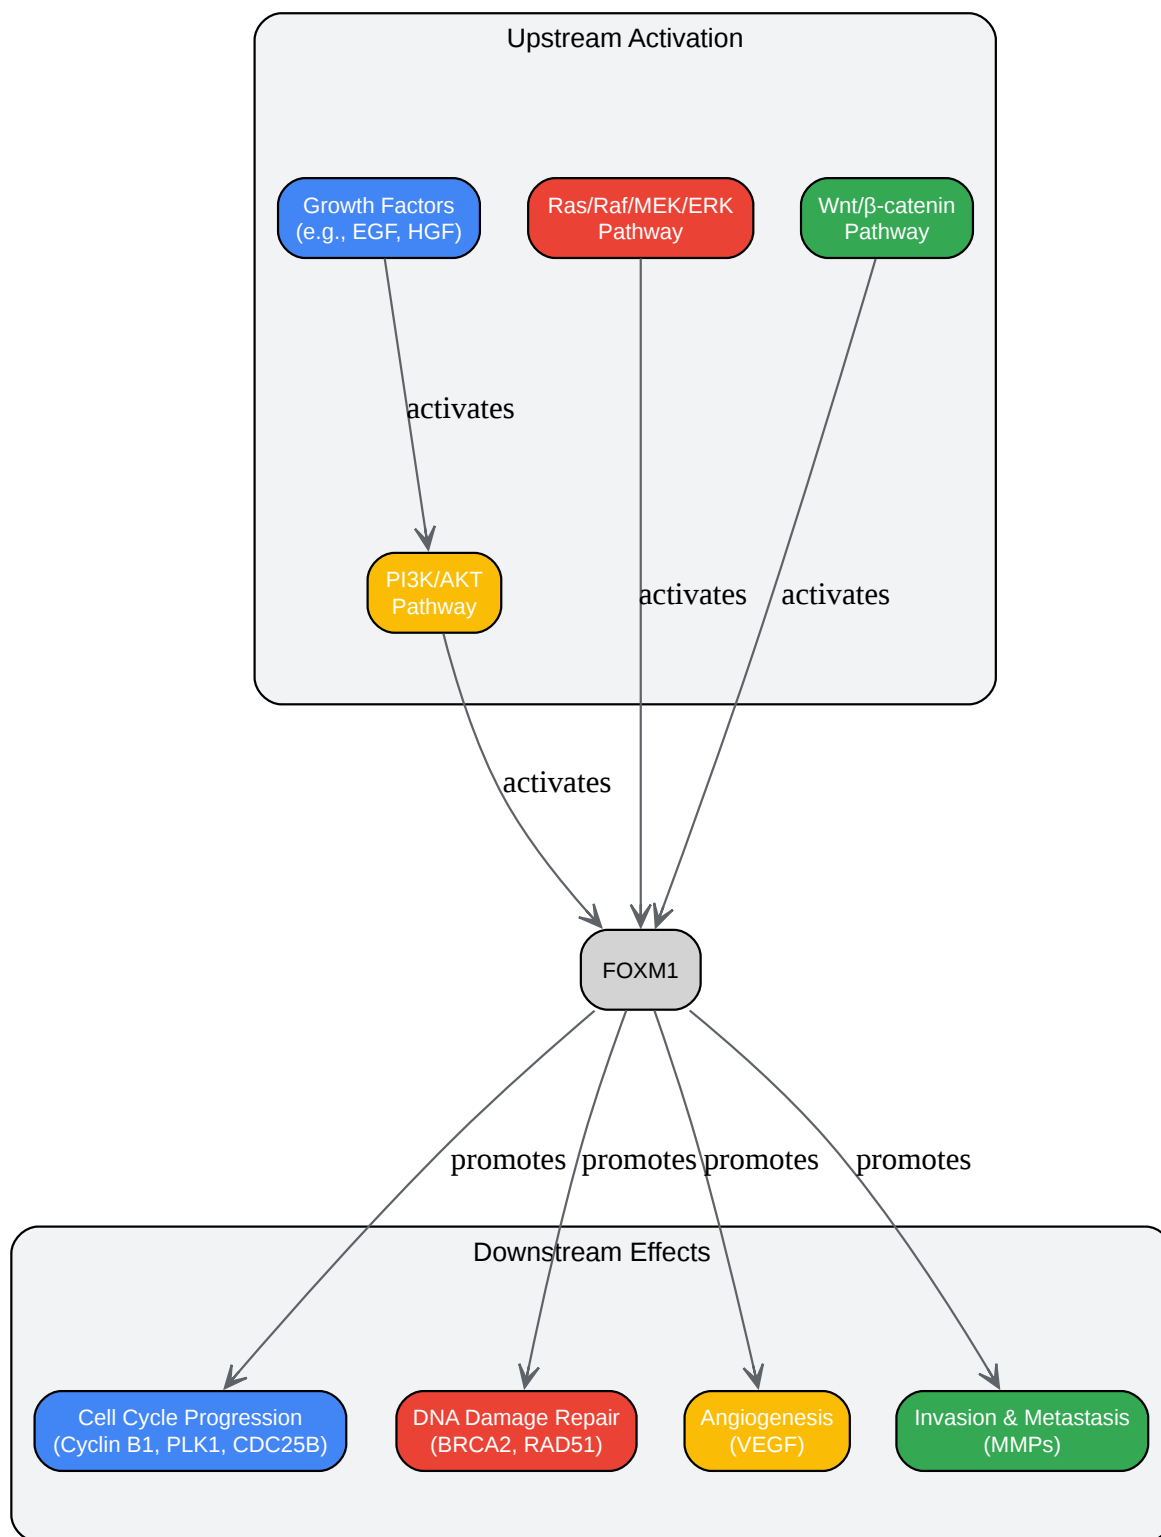 Upstream Activation
Growth Factors
(e.g., EGF, HGF)
Ras/Raf/MEK/ERK
Pathway
Wnt/β-catenin
Pathway
activates
PI3K/AKT
Pathway
activates
activates
activates
FOXM1
promotes
promotes
promotes
promotes
Downstream Effects
Cell Cycle Progression
(Cyclin B1, PLK1, CDC25B)
DNA Damage Repair
(BRCA2, RAD51)
Angiogenesis
(VEGF)
Invasion & Metastasis
(MMPs)